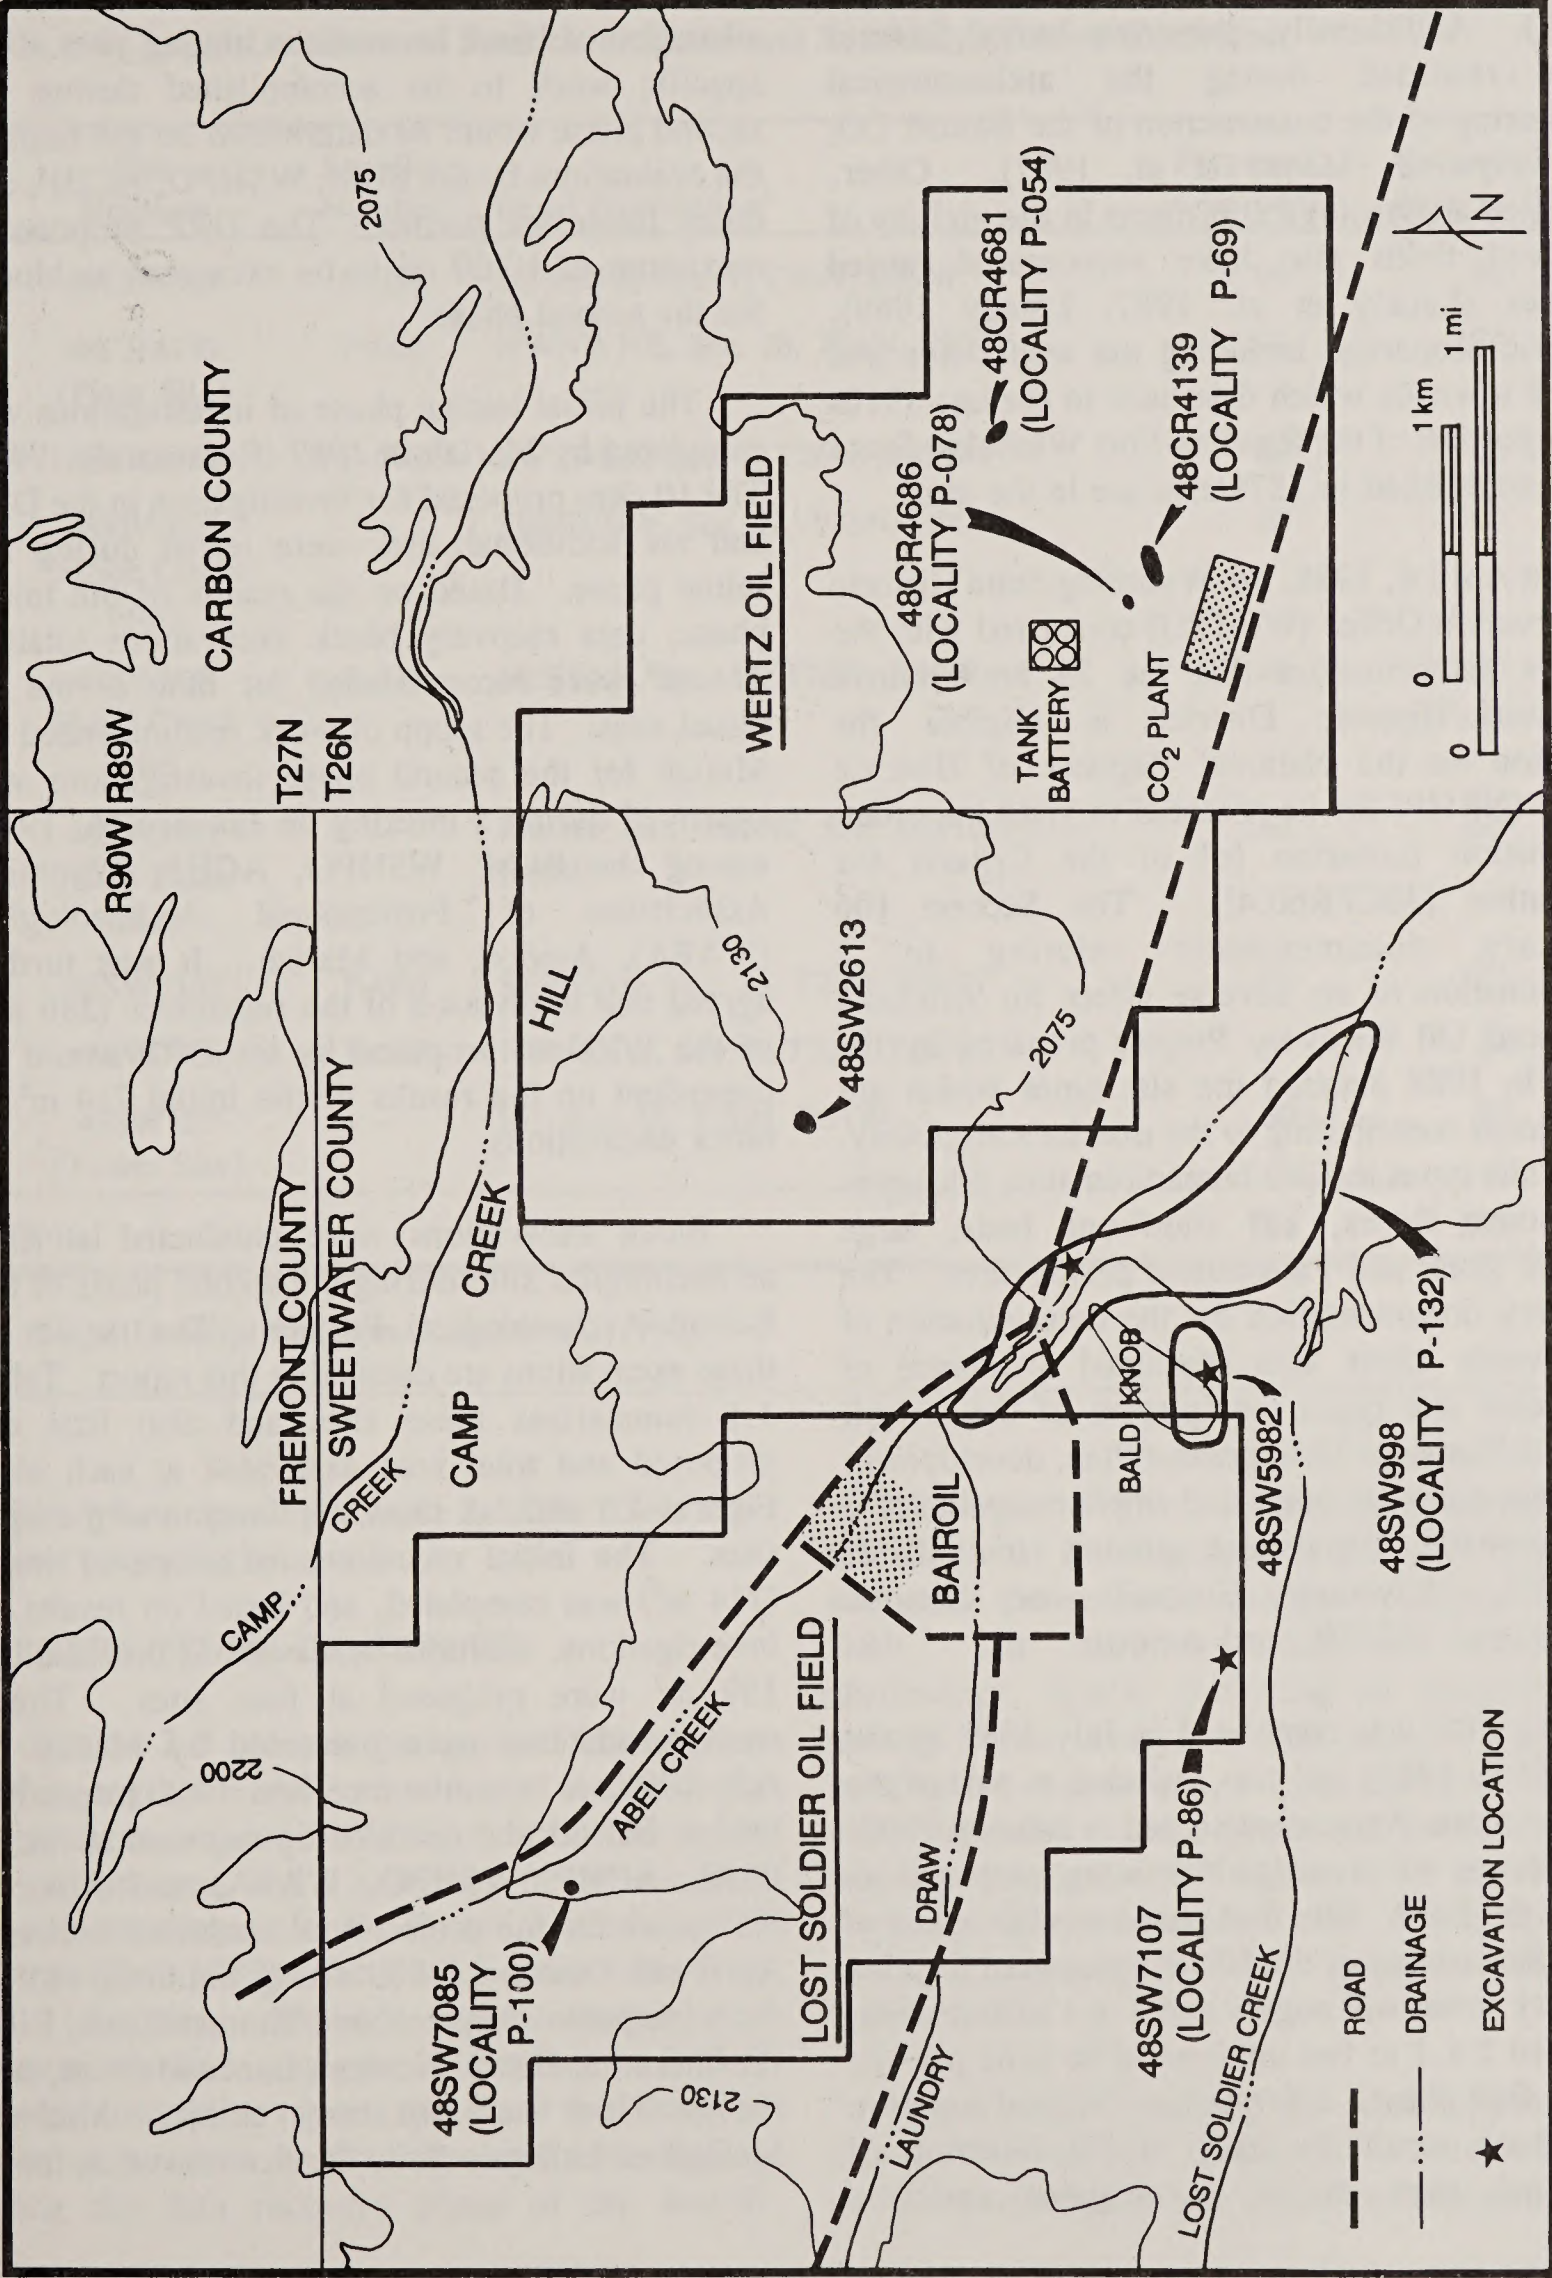 R90W R89W
T27N
T26N
CARBON COUNTY
FREMONT COUNTY
SWEETWATER COUNTY
2075
2200
CAMP
CREEK
CAMP
CREEK
HILL
2130
48SW2613
WERTZ OIL FIELD
48CR4686
(LOCALITY P-078)
48CR4681
(LOCALITY P-054)
48CR4139
(LOCALITY P-69)
TANK
BATTERY
CO₂ PLANT
2075
48SW7085
(LOCALITY
P-100)
ABEL CREEK
LOST SOLDIER OIL FIELD
BAIROIL
BALD KNOB
DRAW
LAUNDRY
2130
48SW5982
48SW7107
(LOCALITY P-86)
48SW998
(LOCALITY P-132)
LOST SOLDIER CREEK
ROAD
DRAINAGE
EXCAVATION LOCATION
0 1 km
0 1 mi
N